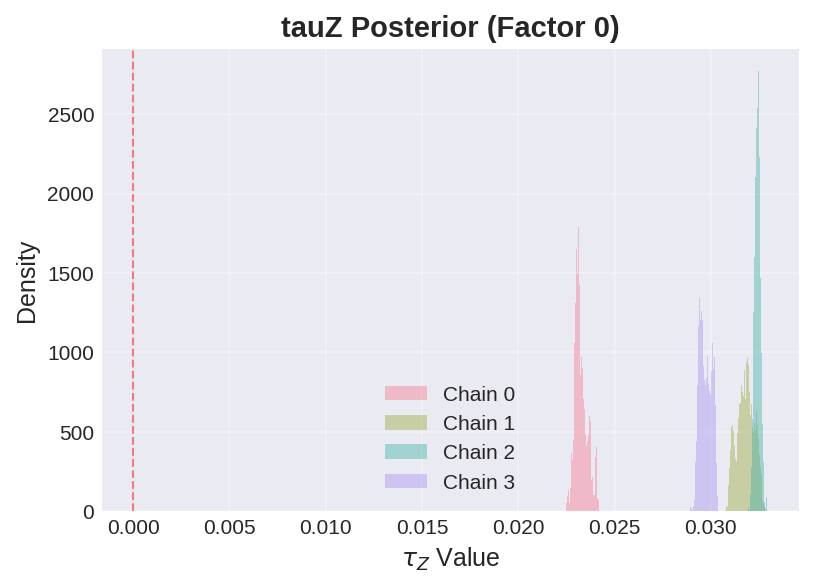 tauZ Posterior (Factor 0)
Density
2500
2000
1500
1000
500
0
Chain 0
Chain 1
Chain 2
Chain 3
0.000 0.005 0.010 0.015 0.020 0.025 0.030
τ_Z Value